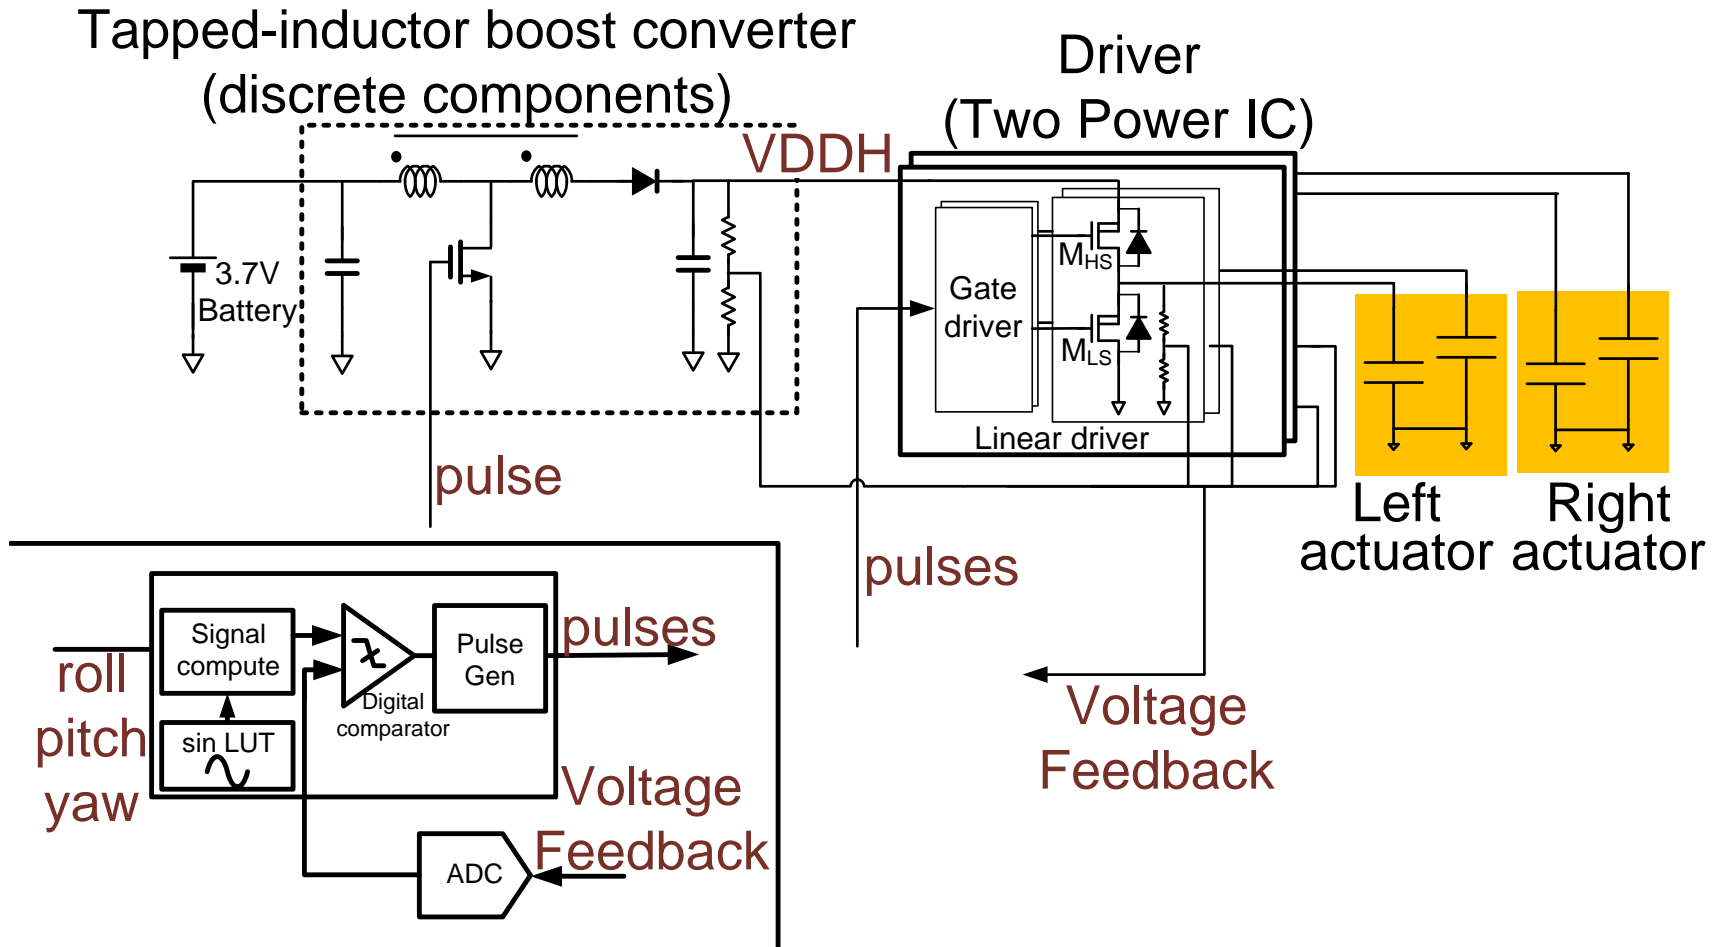 Tapped-inductor boost converter
(discrete components)
Driver
(Two Power IC)
VDDH
3.7V
Battery
Gate
driver
MHS
MLS
Linear driver
pulse
pulses
Left
actuator
Right
actuator
Voltage
Feedback
roll
pitch
yaw
Signal
compute
sin LUT
Digital
comparator
Pulse
Gen
pulses
Voltage
Feedback
ADC